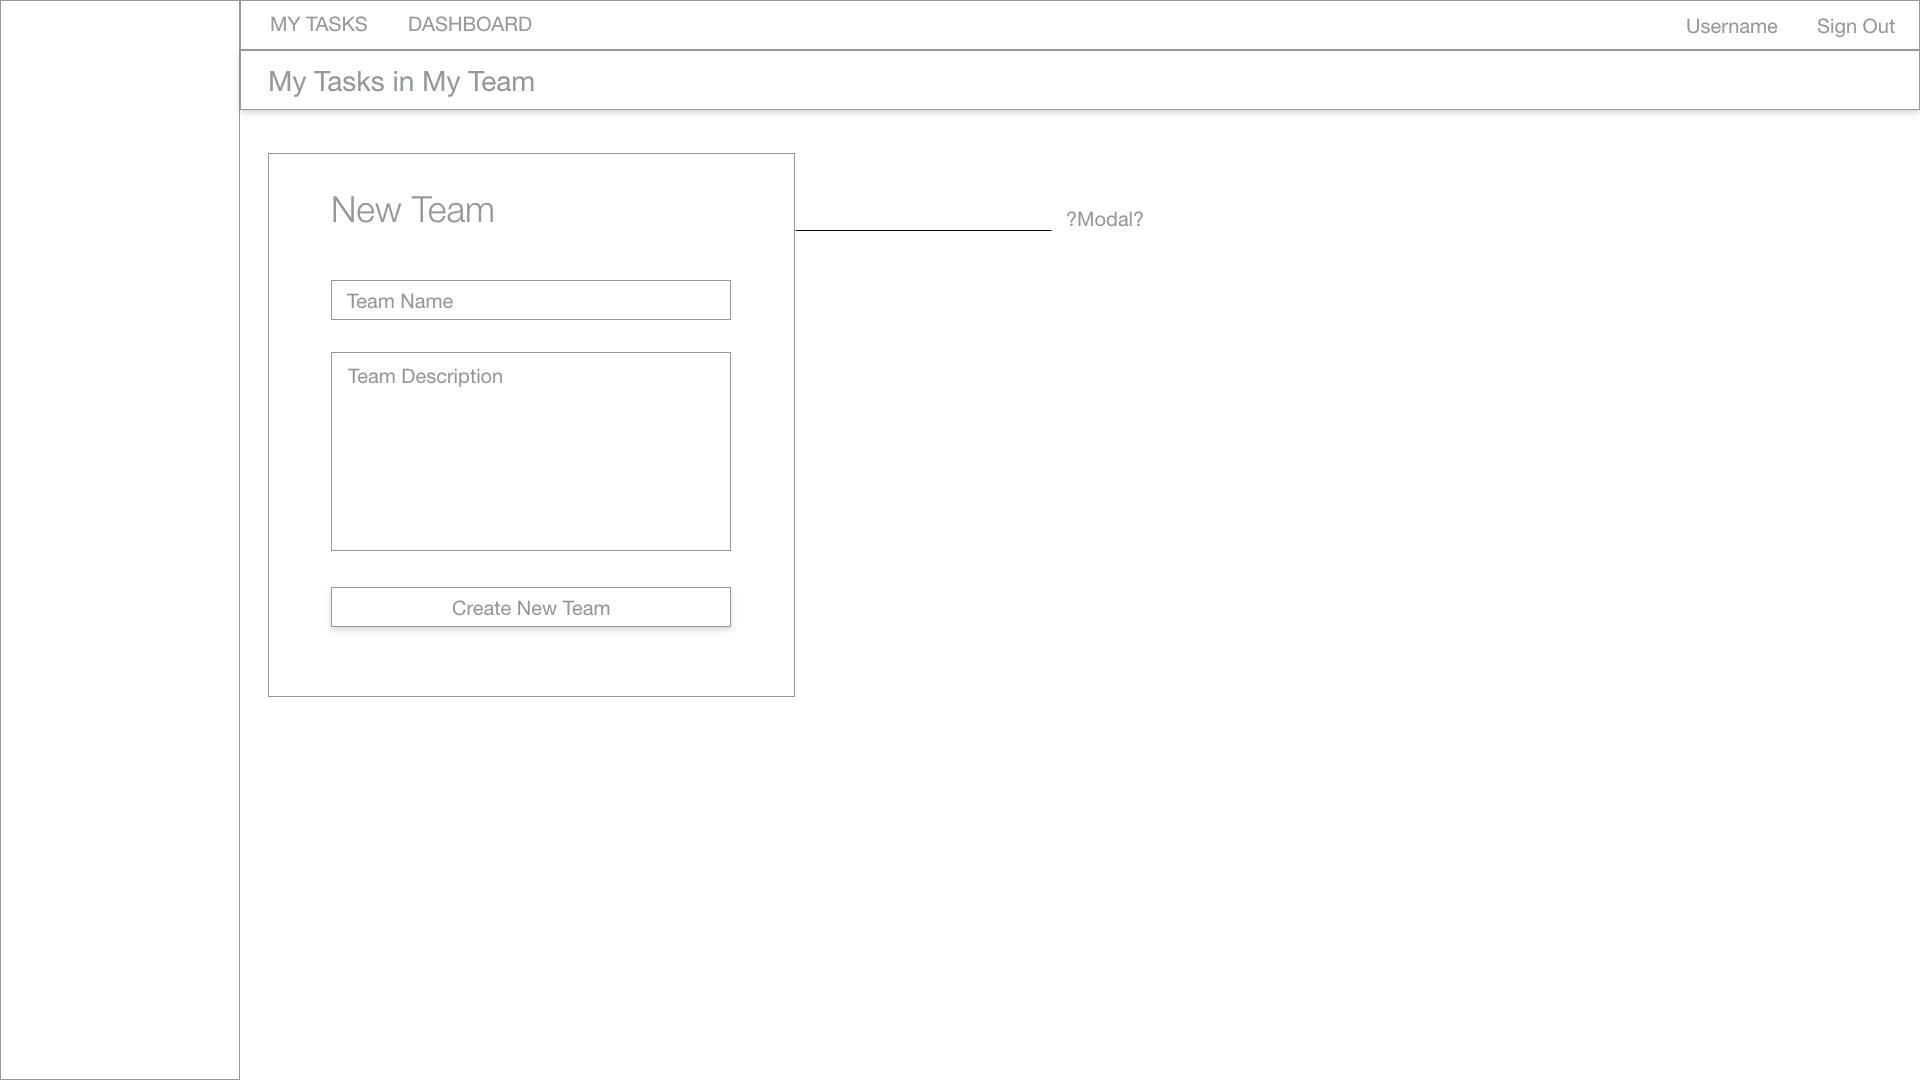 MY TASKS DASHBOARD Username Sign Out
My Tasks in My Team
New Team
?Modal?
Team Name
Team Description
Create New Team